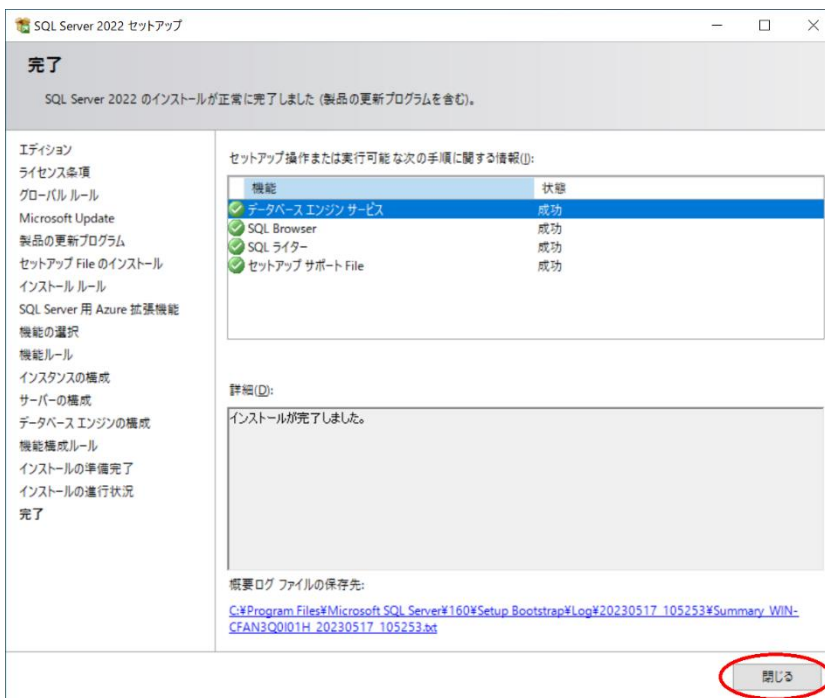 SQL Server 2022 セットアップ
完了
SQL Server 2022 のインストールが正常に完了しました (製品の更新プログラムを含む)。
エディション
ライセンス条項
グローバル ルール
Microsoft Update
製品の更新プログラム
セットアップ File のインストール
インストール ルール
SQL Server 用 Azure 拡張機能
機能の選択
機能ルール
インスタンスの構成
サーバーの構成
データベース エンジンの構成
機能構成ルール
インストールの準備完了
インストールの進行状況
完了
セットアップ操作または実行可能な次の手順に関する情報(I):
機能 状態
データベース エンジン サービス 成功
SQL Browser 成功
SQL ライター 成功
セットアップ サポート File 成功
詳細(D):
インストールが完了しました。
概要ログ ファイルの保存先:
C:¥Program Files¥Microsoft SQL Server¥160¥Setup Bootstrap¥Log¥20230517_105253¥Summary_WIN-
CFAN3Q0I01H_20230517_105253.txt
閉じる